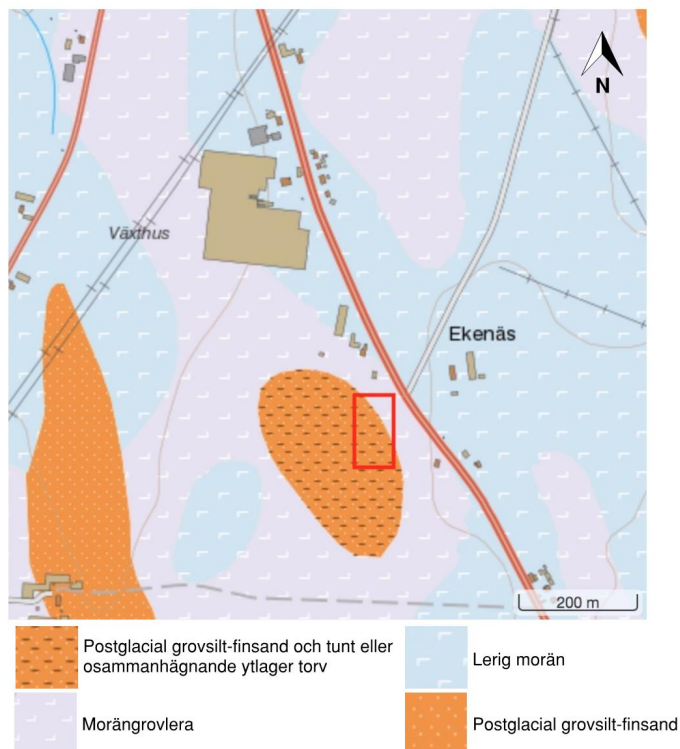 N
Växthus
Ekenäs
200 m
Postglacial grovsilt-finsand och tunt eller
osammanhägnande ytlager torv
Lerig morän
Morängrovlera
Postglacial grovsilt-finsand